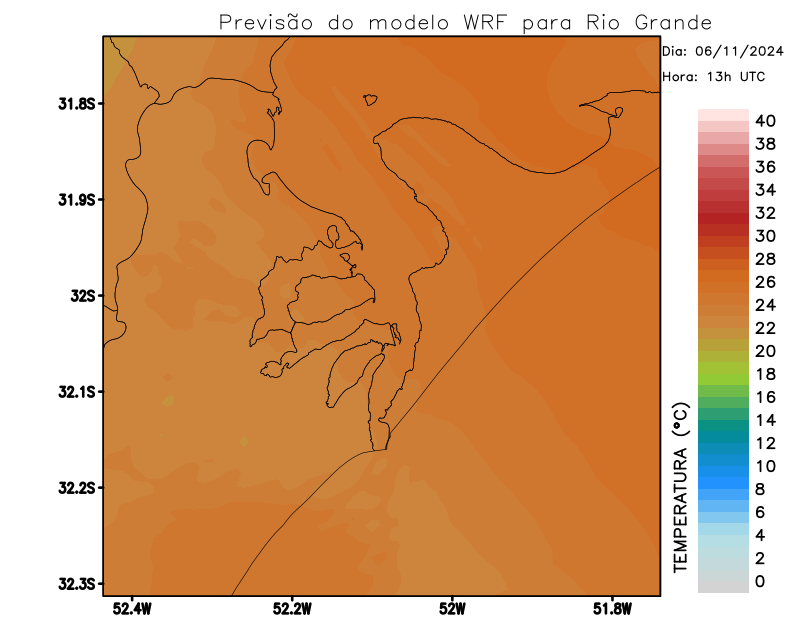 Previsão do modelo WRF para Rio Grande
Dia: 06/11/2024
Hora: 13h UTC
31.8S
31.9S
32S
32.1S
32.2S
32.3S
52.4W
52.2W
52W
51.8W
TEMPERATURA (°C)
40
38
36
34
32
30
28
26
24
22
20
18
16
14
12
10
8
6
4
2
0